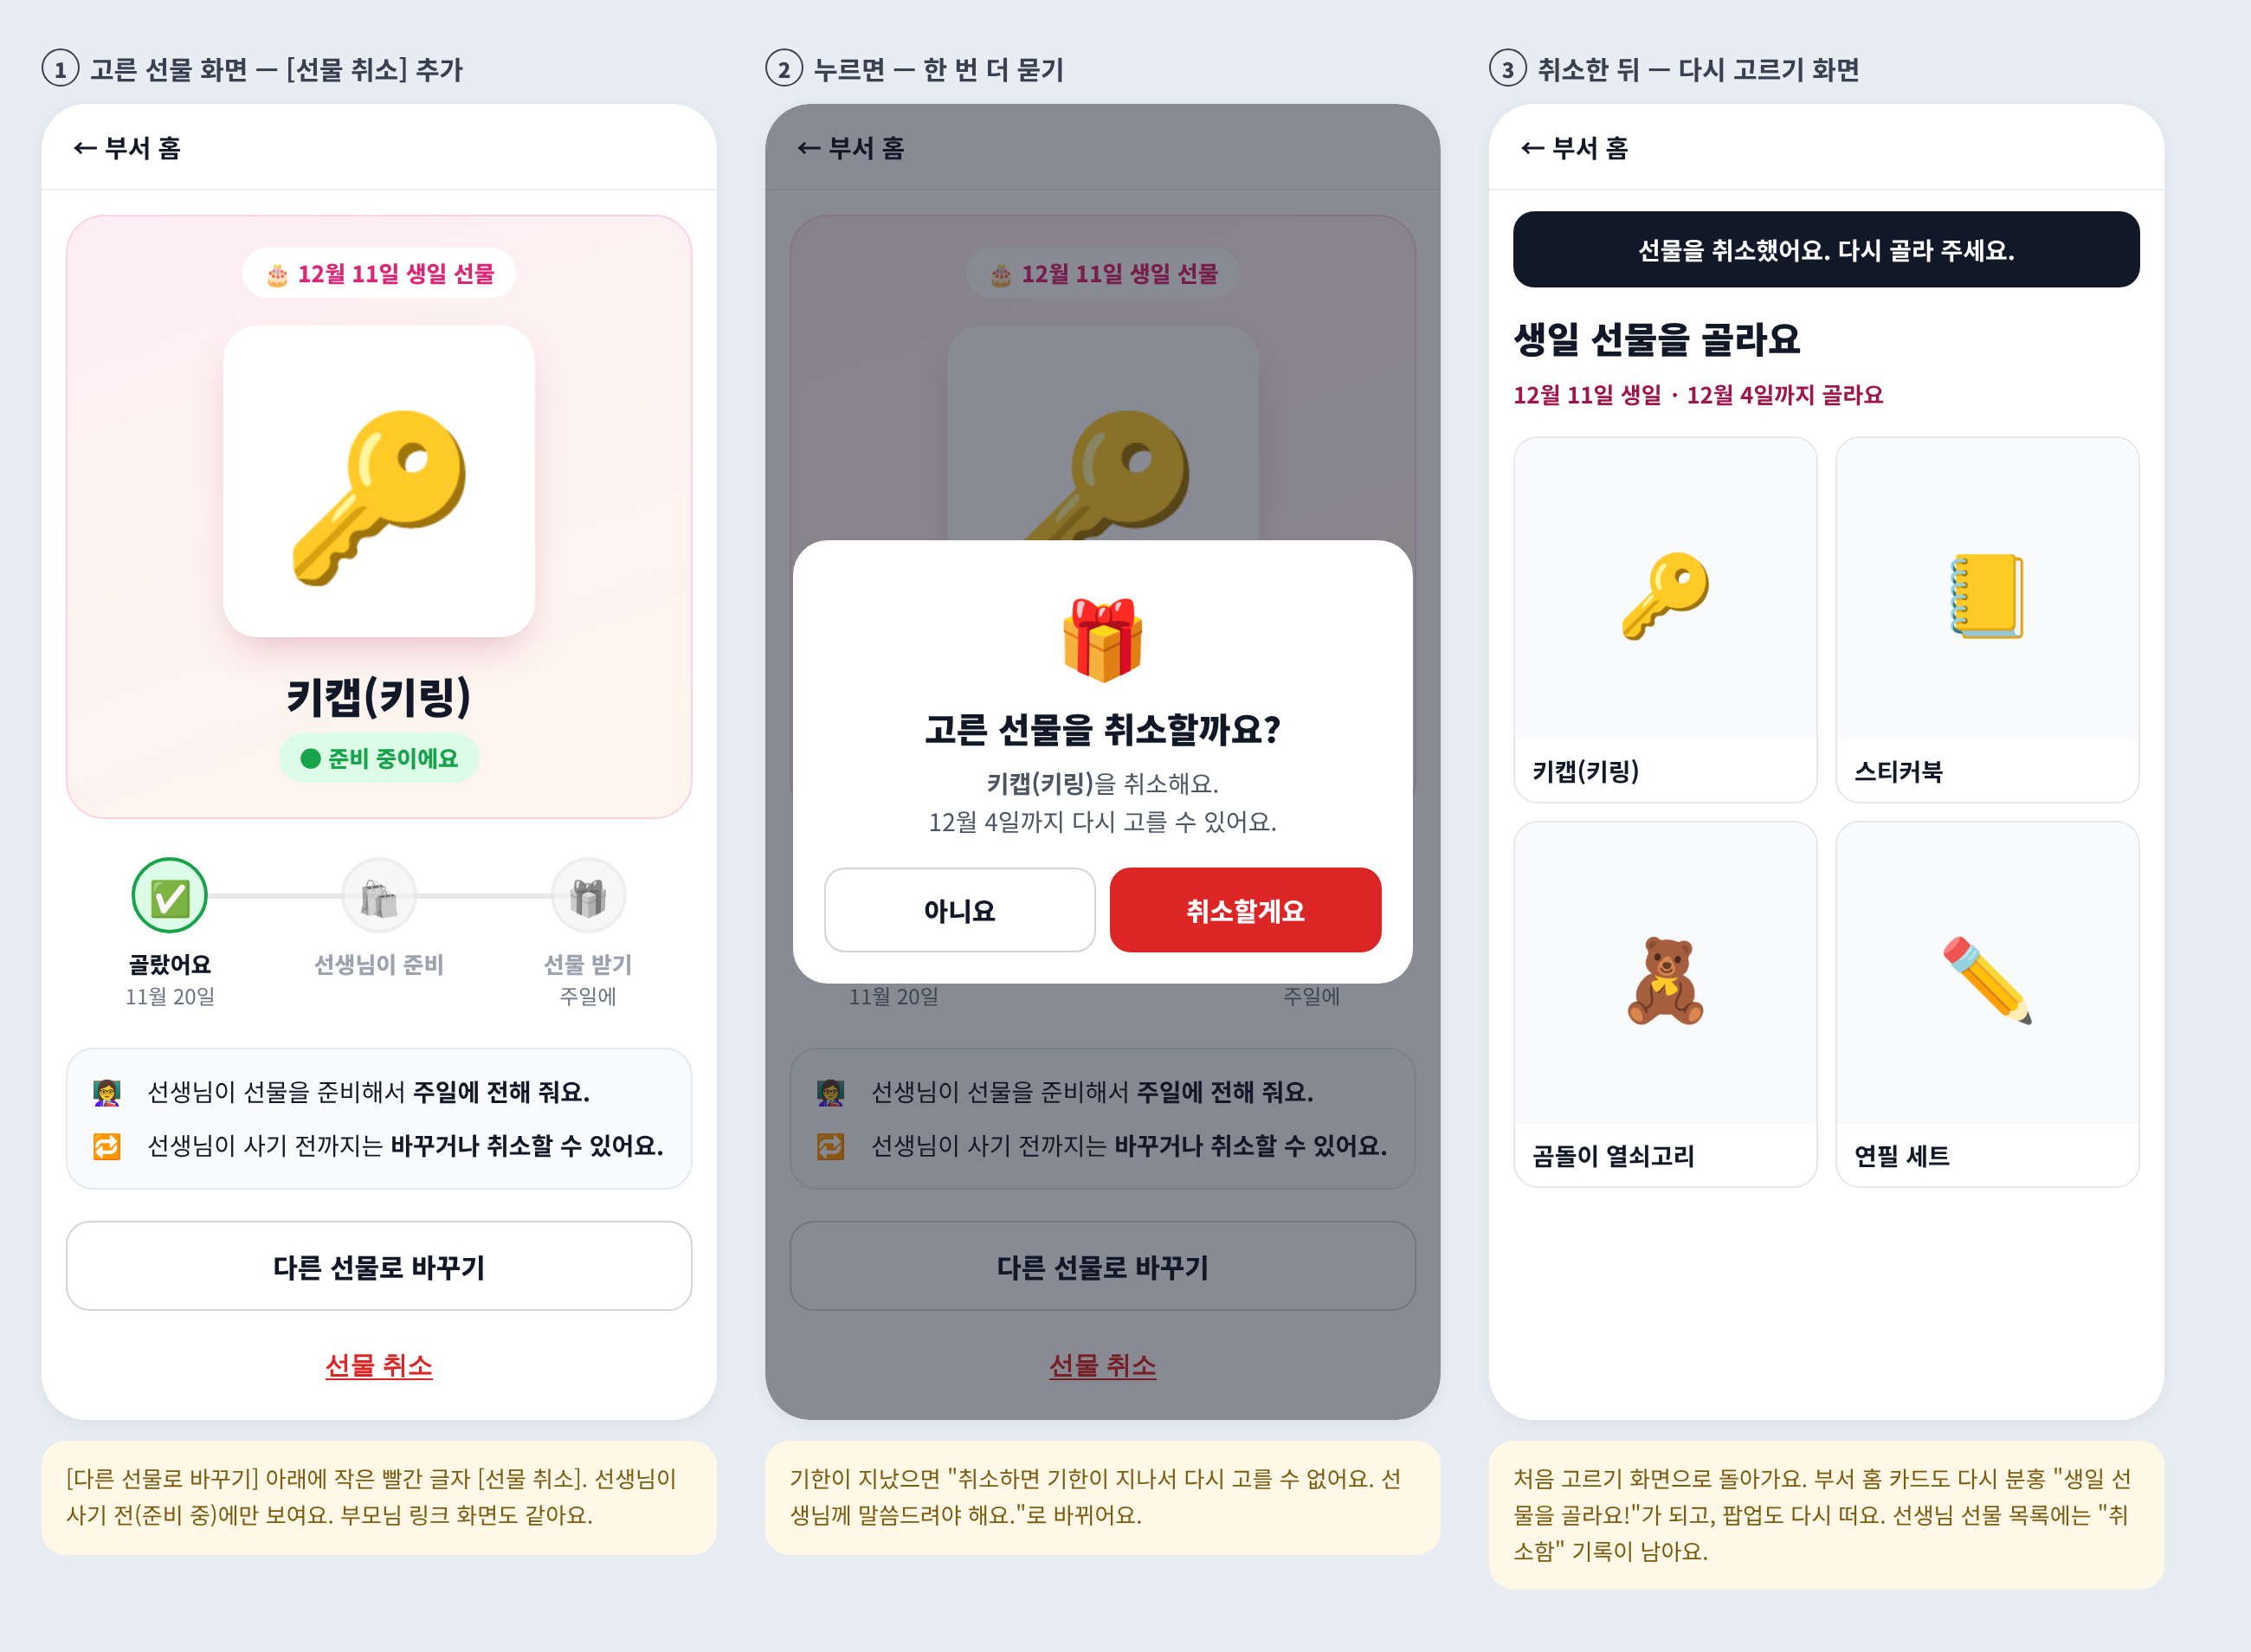 ① 고른 선물 화면 — [선물 취소] 추가
← 부서 홈
🎂 12월 11일 생일 선물
키캡(키링)
● 준비 중이에요
골랐어요
11월 20일
선생님이 준비
선물 받기
주일에
선생님이 선물을 준비해서 주일에 전해 줘요.
선생님이 사기 전까지는 바꾸거나 취소할 수 있어요.
다른 선물로 바꾸기
선물 취소
[다른 선물로 바꾸기] 아래에 작은 빨간 글자 [선물 취소]. 선생님이
사기 전(준비 중)에만 보여요. 부모님 링크 화면도 같아요.
② 누르면 — 한 번 더 묻기
← 부서 홈
🎂 12월 11일 생일 선물
고른 선물을 취소할까요?
키캡(키링)을 취소해요.
12월 4일까지 다시 고를 수 있어요.
아니요
취소할게요
11월 20일
주일에
선생님이 선물을 준비해서 주일에 전해 줘요.
선생님이 사기 전까지는 바꾸거나 취소할 수 있어요.
다른 선물로 바꾸기
선물 취소
기한이 지났으면 "취소하면 기한이 지나서 다시 고를 수 없어요. 선
생님께 말씀드려야 해요."로 바뀌어요.
③ 취소한 뒤 — 다시 고르기 화면
← 부서 홈
선물을 취소했어요. 다시 골라 주세요.
생일 선물을 골라요
12월 11일 생일 · 12월 4일까지 골라요
키캡(키링)
스티커북
곰돌이 열쇠고리
연필 세트
처음 고르기 화면으로 돌아가요. 부서 홈 카드도 다시 분홍 "생일 선
물을 골라요!"가 되고, 팝업도 다시 떠요. 선생님 선물 목록에는 "취
소함" 기록이 남아요.